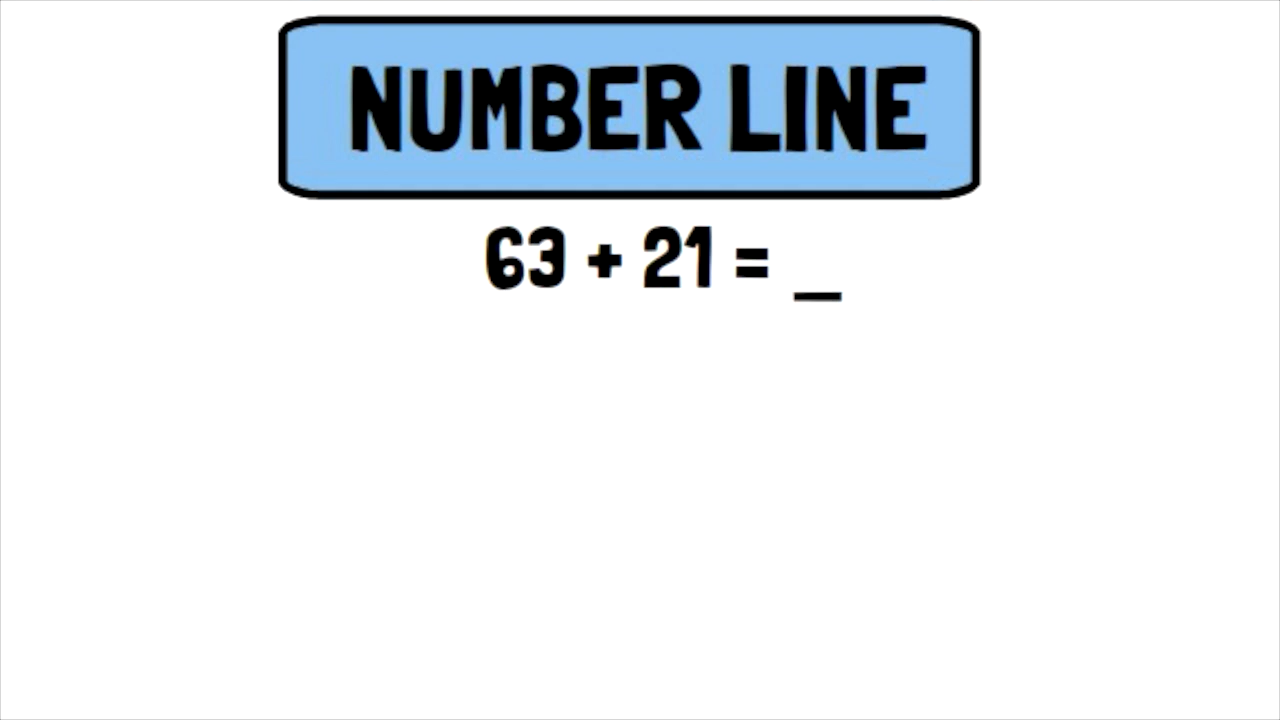 NUMBER LINE
63 + 21 = _